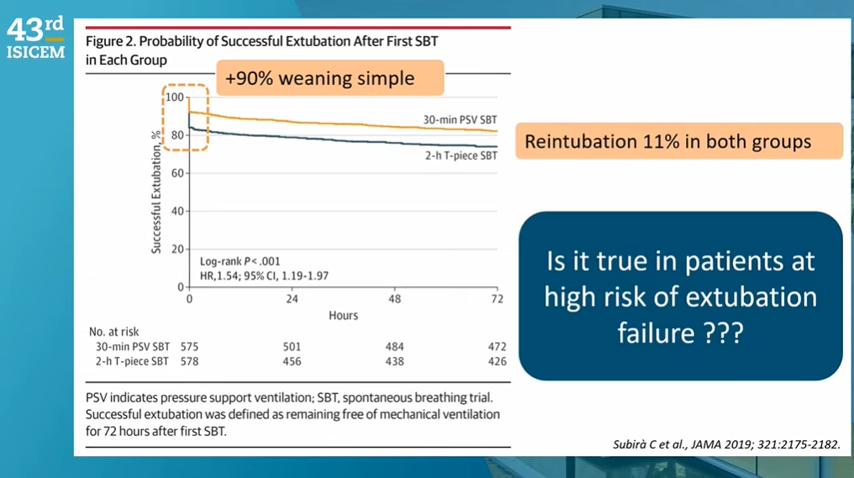 43rd
ISICEM
Figure 2. Probability of Successful Extubation After First SBT
in Each Group
+90% weaning simple
100
80
60
40
20
0
Successful Extubation, %
30-min PSV SBT
2-h T-piece SBT
Log-rank P<.001
HR,1.54; 95% CI, 1.19-1.97
0 24 48 72
Hours
No. at risk
30-min PSV SBT 575 501 484 472
2-h T-piece SBT 578 456 438 426
PSV indicates pressure support ventilation; SBT, spontaneous breathing trial.
Successful extubation was defined as remaining free of mechanical ventilation
for 72 hours after first SBT.
Reintubation 11% in both groups
Is it true in patients at
high risk of extubation
failure ???
Subirà C et al., JAMA 2019; 321:2175-2182.